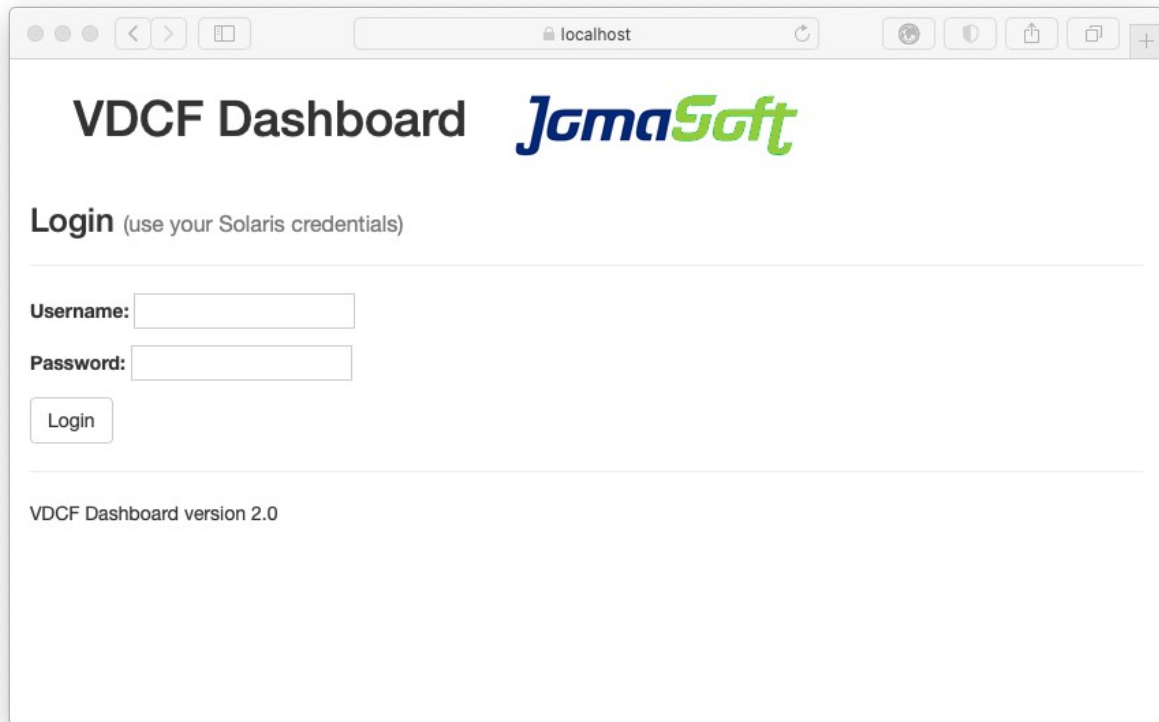 localhost
VDCF Dashboard JomaSoft
Login (use your Solaris credentials)
Username:
Password:
Login
VDCF Dashboard version 2.0